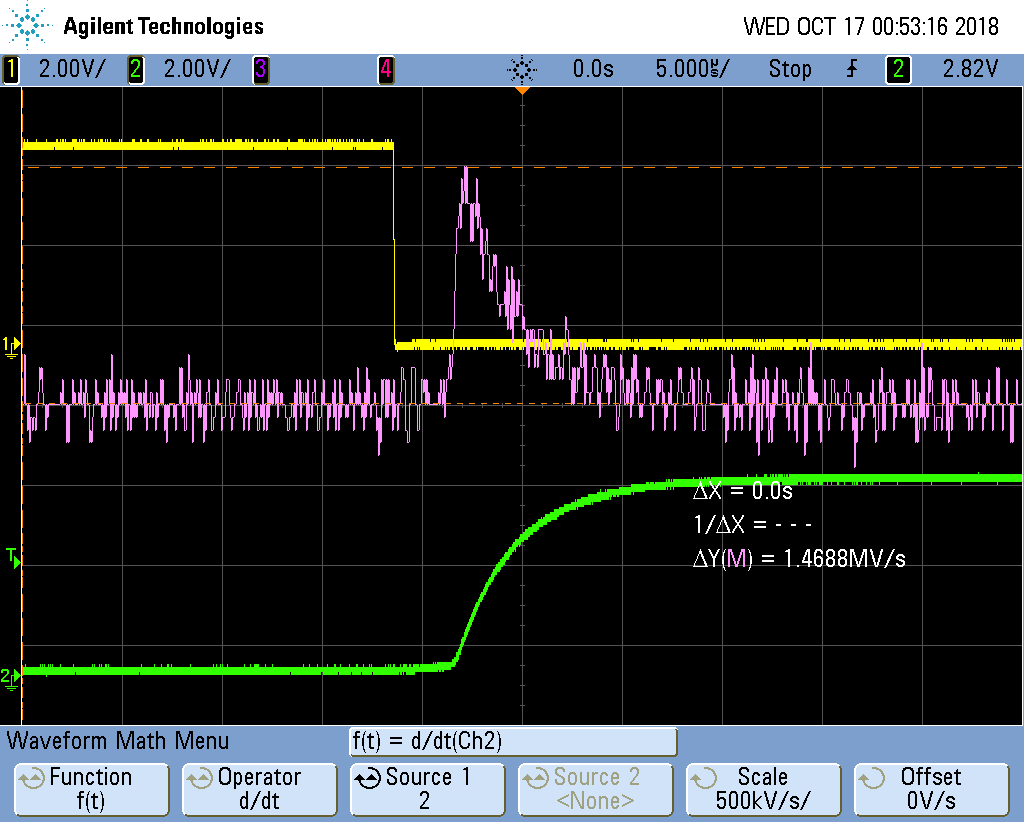 Agilent Technologies WED OCT 17 00:53:16 2018
1 2.00V/ 2 2.00V/ 3 4 0.0s 5.000µs/ Stop 2 2.82V
1
T
ΔX = 0.0s
1/ΔX = - - -
ΔY(M) = 1.4688MV/s
2
Waveform Math Menu f(t) = d/dt(Ch2)
Function Operator Source 1 Source 2 Scale Offset
f(t) d/dt 2 <None> 500kV/s/ 0V/s